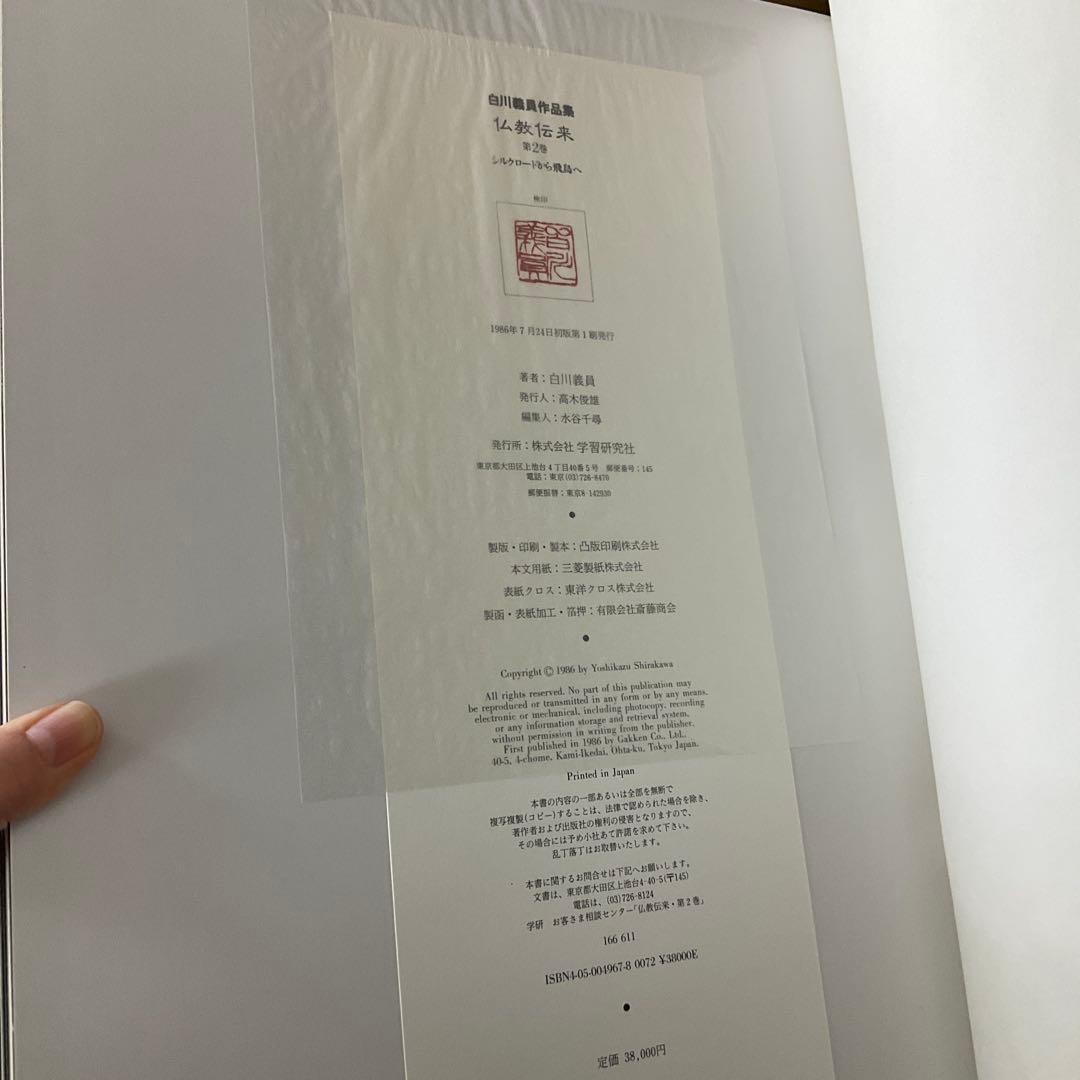 白川義員作品集
仏教伝来
第2巻
シルクロードから飛鳥へ
検印
白川義員
1986年7月24日初版第1刷発行
著者：白川義員
発行人：高木俊雄
編集人：水谷千尋
発行所：株式会社 学習研究社
東京都大田区上池台4丁目40番5号 郵便番号：145
電話：東京(03)726-8470
郵便振替：東京8-142930
●
製版・印刷・製本：凸版印刷株式会社
本文用紙：三菱製紙株式会社
表紙クロス：東洋クロス株式会社
製函・表紙加工・箔押：有限会社斎藤商会
●
Copyright © 1986 by Yoshikazu Shirakawa
All rights reserved. No part of this publication may
be reproduced or transmitted in any form or by any means,
electronic or mechanical, including photocopy, recording
or any information storage and retrieval system,
without permission in writing from the publisher.
First published in 1986 by Gakken Co., Ltd.,
40-5, 4-chome, Kami-Ikedai, Ohta-ku, Tokyo Japan.
Printed in Japan
本書の内容の一部あるいは全部を無断で
複写複製(コピー)することは、法律で認められた場合を除き、
著作者および出版社の権利の侵害となりますので、
その場合には予め小社あて許諾を求めて下さい。
乱丁落丁はお取替いたします。
本書に関するお問合せは下記へお願いします。
文書は、東京都大田区上池台4-40-5(〒145)
電話は、(03)726-8124
学研 お客さま相談センター「仏教伝来・第2巻」
166 611
ISBN4-05-004967-8 0072 ¥38000E
●
定価 38,000円